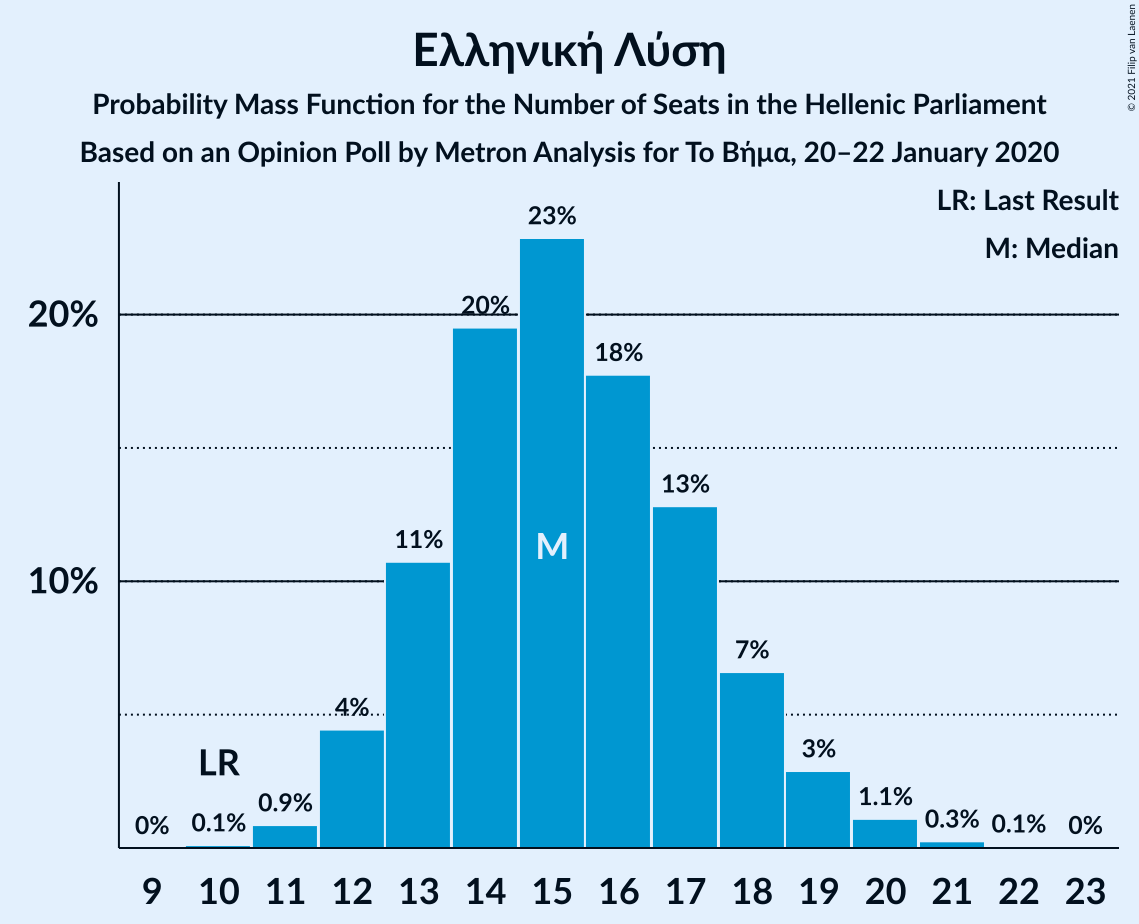 © 2021 Filip van Laenen
Ελληνική Λύση
Probability Mass Function for the Number of Seats in the Hellenic Parliament
Based on an Opinion Poll by Metron Analysis for Το Βήμα, 20–22 January 2020
LR: Last Result
M: Median
20%
10%
0%
0.1%
0.9%
4%
11%
20%
23%
18%
13%
7%
3%
1.1%
0.3%
0.1%
0%
LR
M
9 10 11 12 13 14 15 16 17 18 19 20 21 22 23